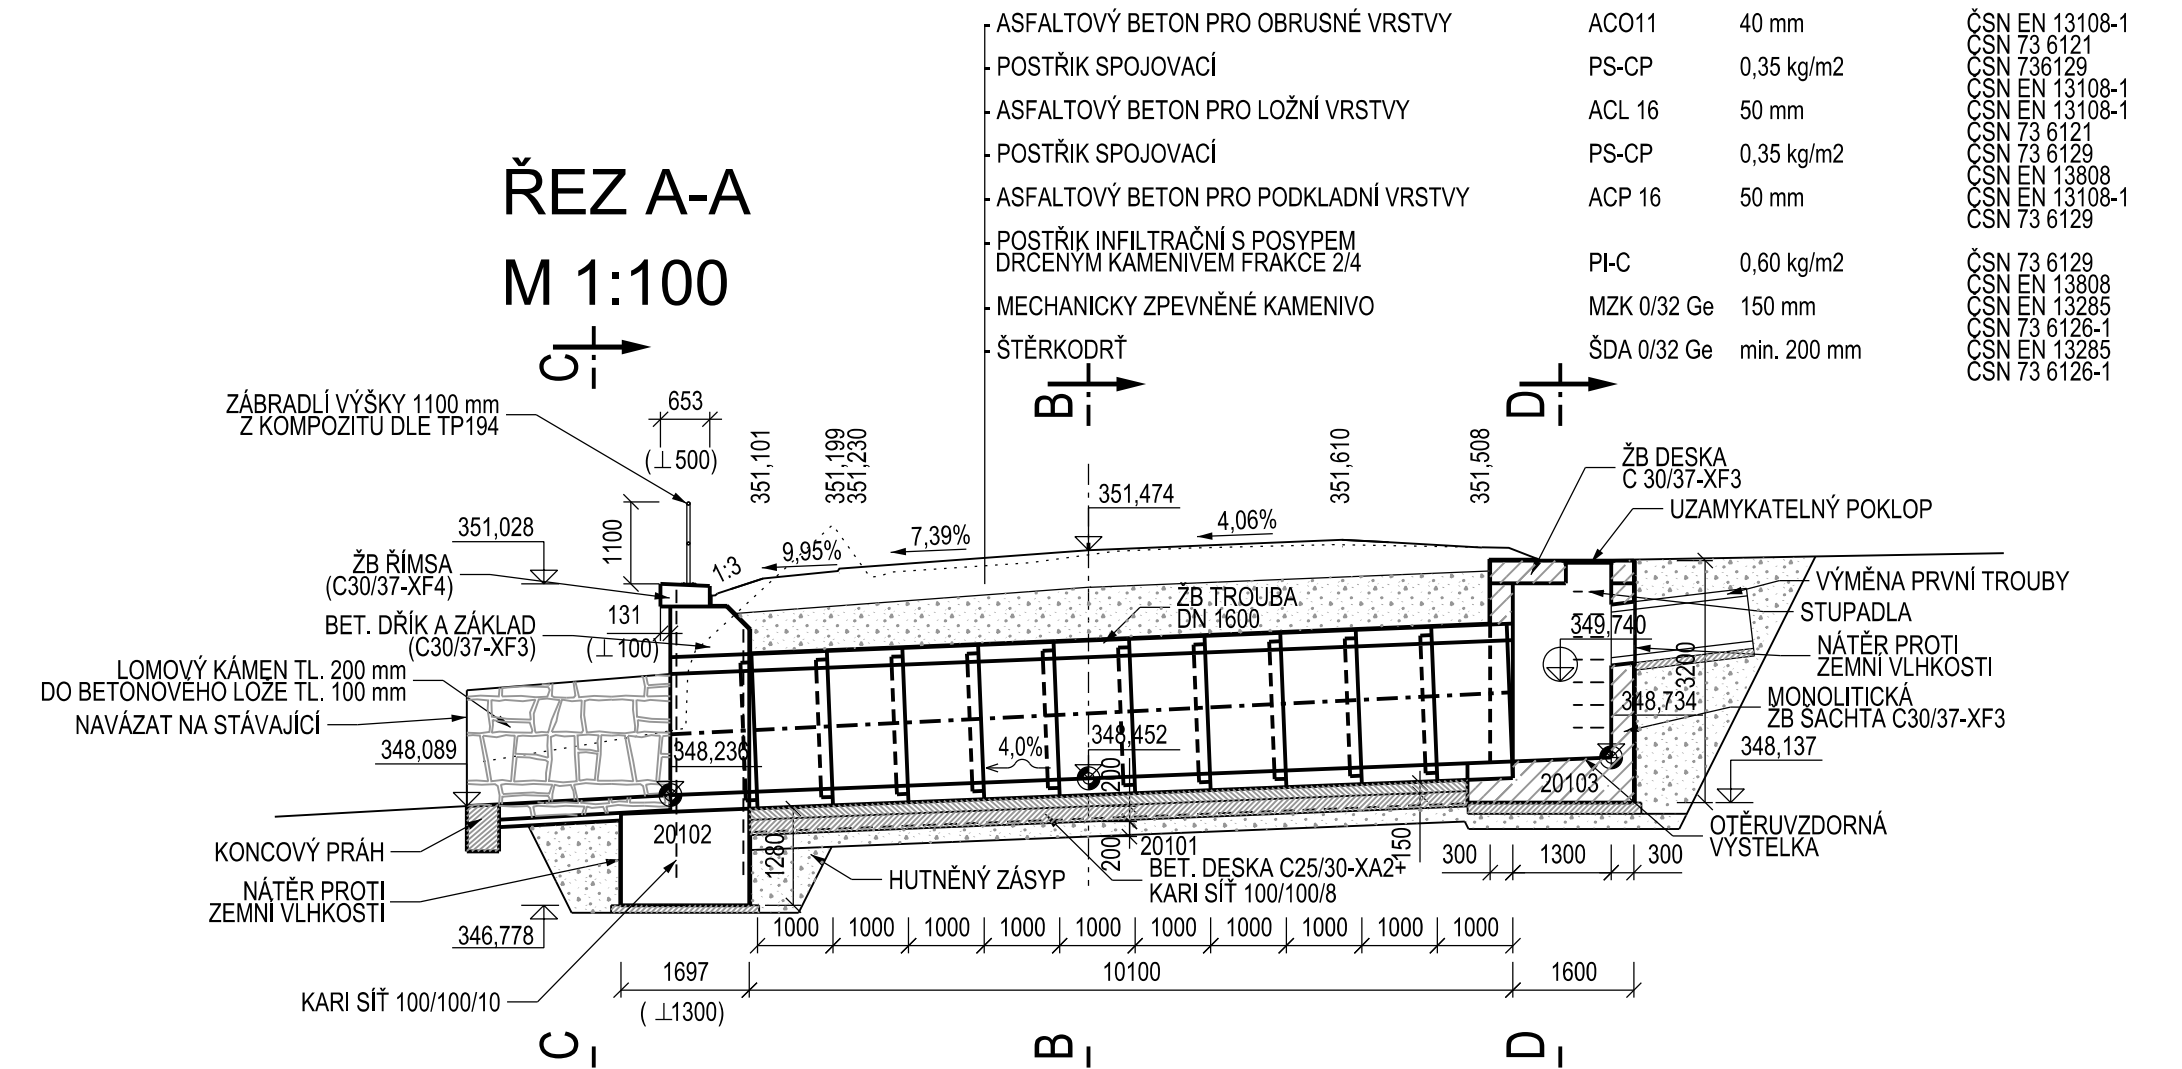 ASFALTOVÝ BETON PRO OBRUSNÉ VRSTVY ACO11 40 mm ČSN EN 13108-1
ČSN 73 6121
POSTŘIK SPOJOVACÍ PS-CP 0,35 kg/m2 ČSN 736129
ČSN EN 13108-1
ASFALTOVÝ BETON PRO LOŽNÍ VRSTVY ACL 16 50 mm ČSN EN 13108-1
ČSN 73 6121
POSTŘIK SPOJOVACÍ PS-CP 0,35 kg/m2 ČSN 73 6129
ČSN EN 13808
ASFALTOVÝ BETON PRO PODKLADNÍ VRSTVY ACP 16 50 mm ČSN EN 13108-1
ČSN 73 6129
POSTŘIK INFILTRAČNÍ S POSYPEM
DRCENÝM KAMENIVEM FRAKCE 2/4 PI-C 0,60 kg/m2 ČSN 73 6129
ČSN EN 13808
MECHANICKY ZPEVNĚNÉ KAMENIVO MZK 0/32 Ge 150 mm ČSN EN 13285
ČSN 73 6126-1
ŠTĚRKODRŤ ŠDA 0/32 Ge min. 200 mm ČSN EN 13285
ČSN 73 6126-1
ŘEZ A-A
M 1:100
C
B
D
ZÁBRADLÍ VÝŠKY 1100 mm
Z KOMPOZITU DLE TP194
653
(⊥500)
351,101
351,199
351,230
351,474
351,610
351,508
ŽB DESKA
C 30/37-XF3
UZAMYKATELNÝ POKLOP
351,028
1100
ŽB ŘÍMSA
(C30/37-XF4)
1:3
9,95%
7,39%
4,06%
VÝMĚNA PRVNÍ TROUBY
STUPADLA
131
(⊥100)
BET. DŘÍK A ZÁKLAD
(C30/37-XF3)
ŽB TROUBA
DN 1600
349,740
NÁTĚR PROTI
ZEMNÍ VLHKOSTI
3200
LOMOVÝ KÁMEN TL. 200 mm
DO BETONOVÉHO LOŽE TL. 100 mm
NAVÁZAT NA STÁVAJÍCÍ
348,734
MONOLITICKÁ
ŽB ŠACHTA C30/37-XF3
348,089
348,236
4,0%
348,452
200
348,137
20103
20102
1280
200
20101
150
OTĚRUVZDORNÁ
VÝSTELKA
KONCOVÝ PRÁH
300 1300 300
NÁTĚR PROTI
ZEMNÍ VLHKOSTI
HUTNĚNÝ ZÁSYP
BET. DESKA C25/30-XA2+
KARI SÍŤ 100/100/8
346,778
1000 1000 1000 1000 1000 1000 1000 1000 1000 1000
1697 10100 1600
(⊥1300)
KARI SÍŤ 100/100/10
C
B
D